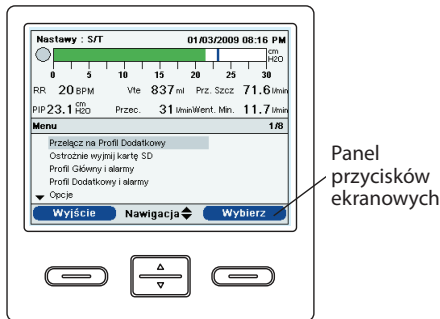 Nastawy : S/T 01/03/2009 08:16 PM
cm H2O
0 5 10 15 20 25 30
RR 20 BPM Vte 837 ml Prz. Szcz 71.6 l/min
PIP 23.1 cm H2O Przec. 31 l/min Went. Min. 11.7 l/min
Menu 1/8
Przełącz na Profil Dodatkowy
Ostrożnie wyjmij kartę SD
Profil Główny i alarmy
Profil Dodatkowy i alarmy
Opcje
Wyjście Nawigacja Wybierz
Panel
przycisków
ekranowych